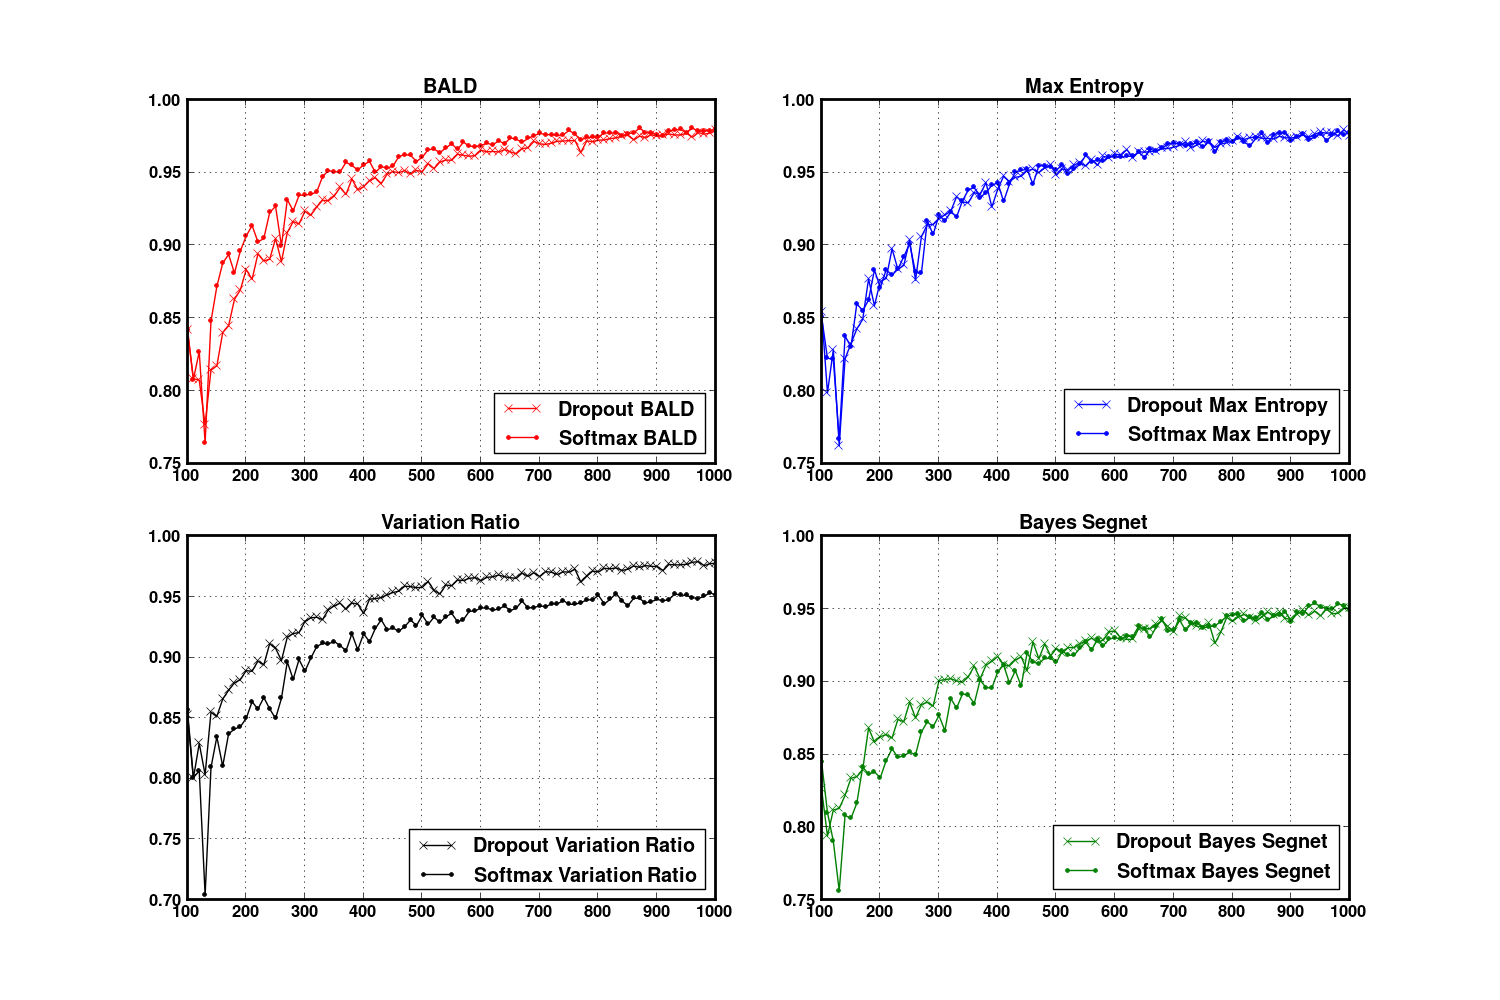 BALD
1.00
0.95
0.90
0.85
0.80
0.75
100 200 300 400 500 600 700 800 900 1000
Dropout BALD
Softmax BALD
Max Entropy
1.00
0.95
0.90
0.85
0.80
0.75
100 200 300 400 500 600 700 800 900 1000
Dropout Max Entropy
Softmax Max Entropy
Variation Ratio
1.00
0.95
0.90
0.85
0.80
0.75
0.70
100 200 300 400 500 600 700 800 900 1000
Dropout Variation Ratio
Softmax Variation Ratio
Bayes Segnet
1.00
0.95
0.90
0.85
0.80
0.75
100 200 300 400 500 600 700 800 900 1000
Dropout Bayes Segnet
Softmax Bayes Segnet